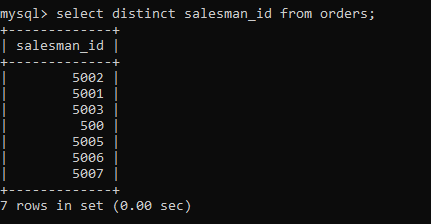 mysql> select distinct salesman_id from orders;
+-------------+
| salesman_id |
+-------------+
|        5002 |
|        5001 |
|        5003 |
|         500 |
|        5005 |
|        5006 |
|        5007 |
+-------------+
7 rows in set (0.00 sec)